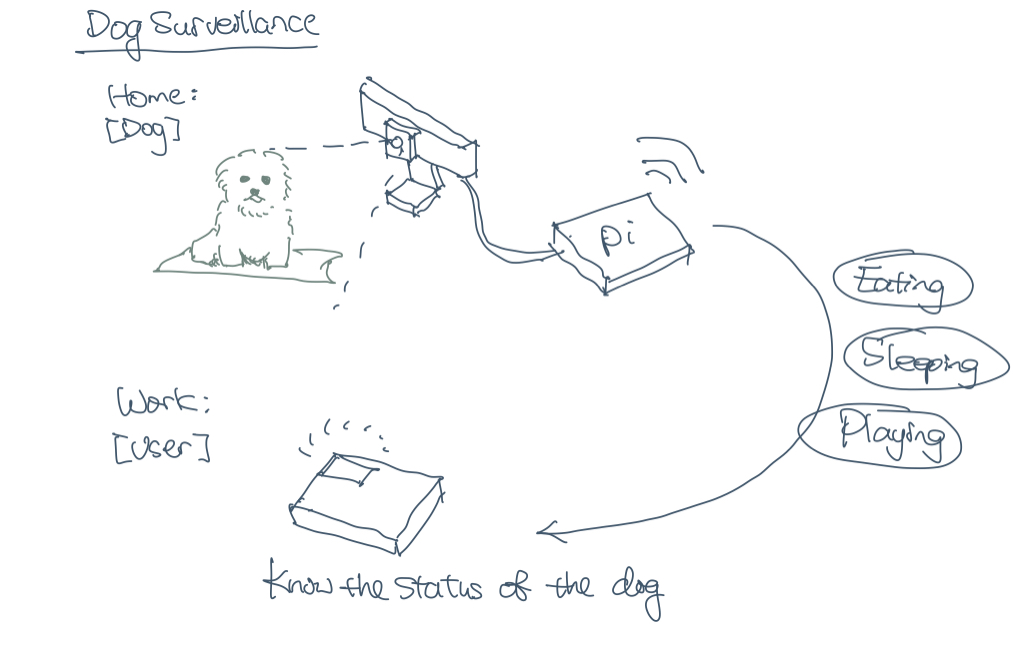 Dog Surveillance
Home:
[Dog]
pi
Eating
Sleeping
Playing
Work:
[User]
Know the status of the dog